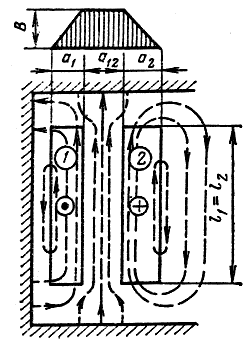 B
a₁ a₁₂ a₂
1 2
l₁ = l₂